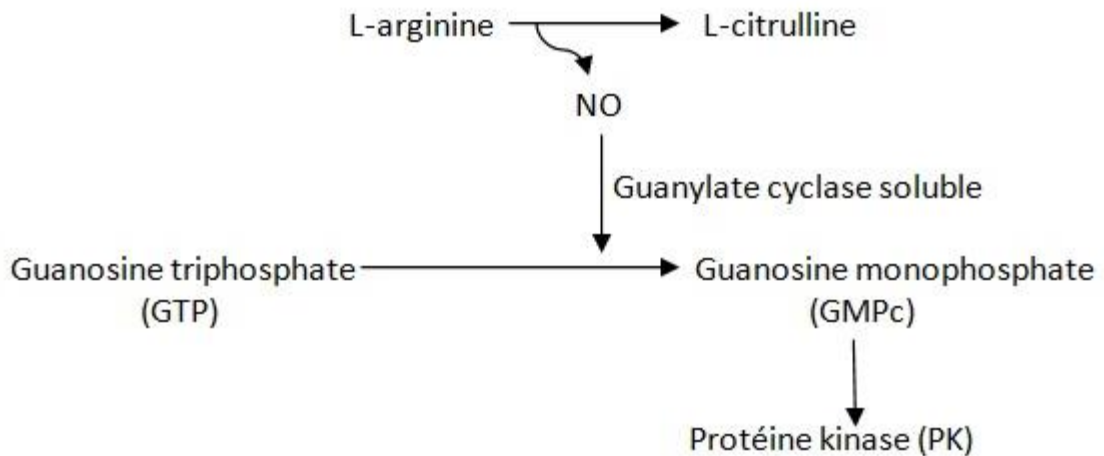 L-arginine L-citrulline
NO
Guanylate cyclase soluble
Guanosine triphosphate Guanosine monophosphate
(GTP) (GMPc)
Protéine kinase (PK)